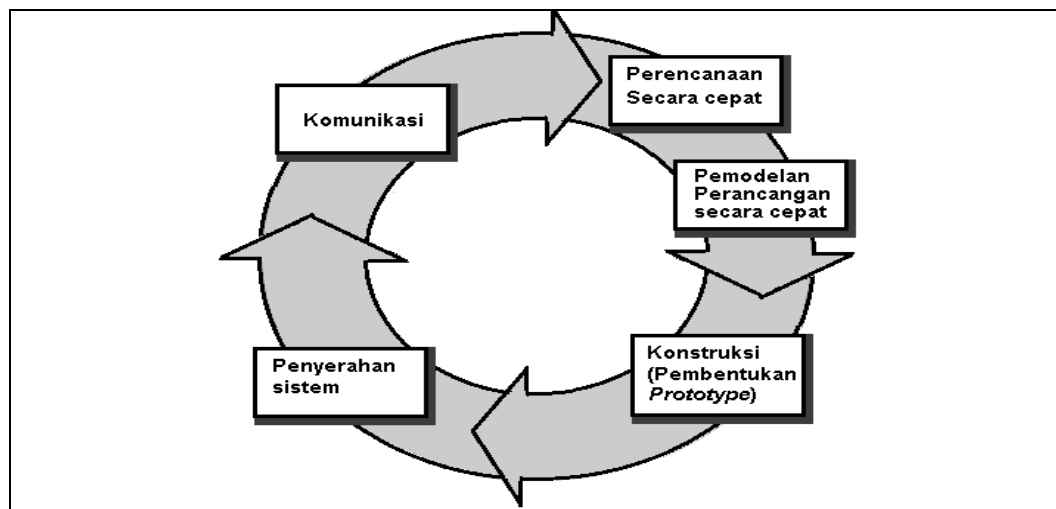 Komunikasi
Perencanaan
Secara cepat
Pemodelan
Perancangan
secara cepat
Konstruksi
(Pembentukan
Prototype)
Penyerahan
sistem